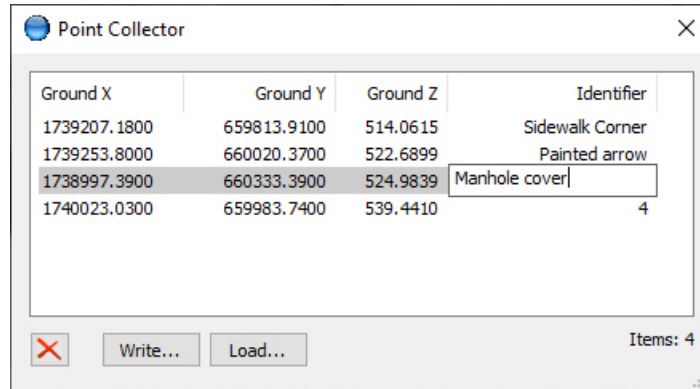 Point Collector
Ground X Ground Y Ground Z Identifier
1739207.1800 659813.9100 514.0615 Sidewalk Corner
1739253.8000 660020.3700 522.6899 Painted arrow
1738997.3900 660333.3900 524.9839 Manhole cover
1740023.0300 659983.7400 539.4410 4
Write... Load... Items: 4